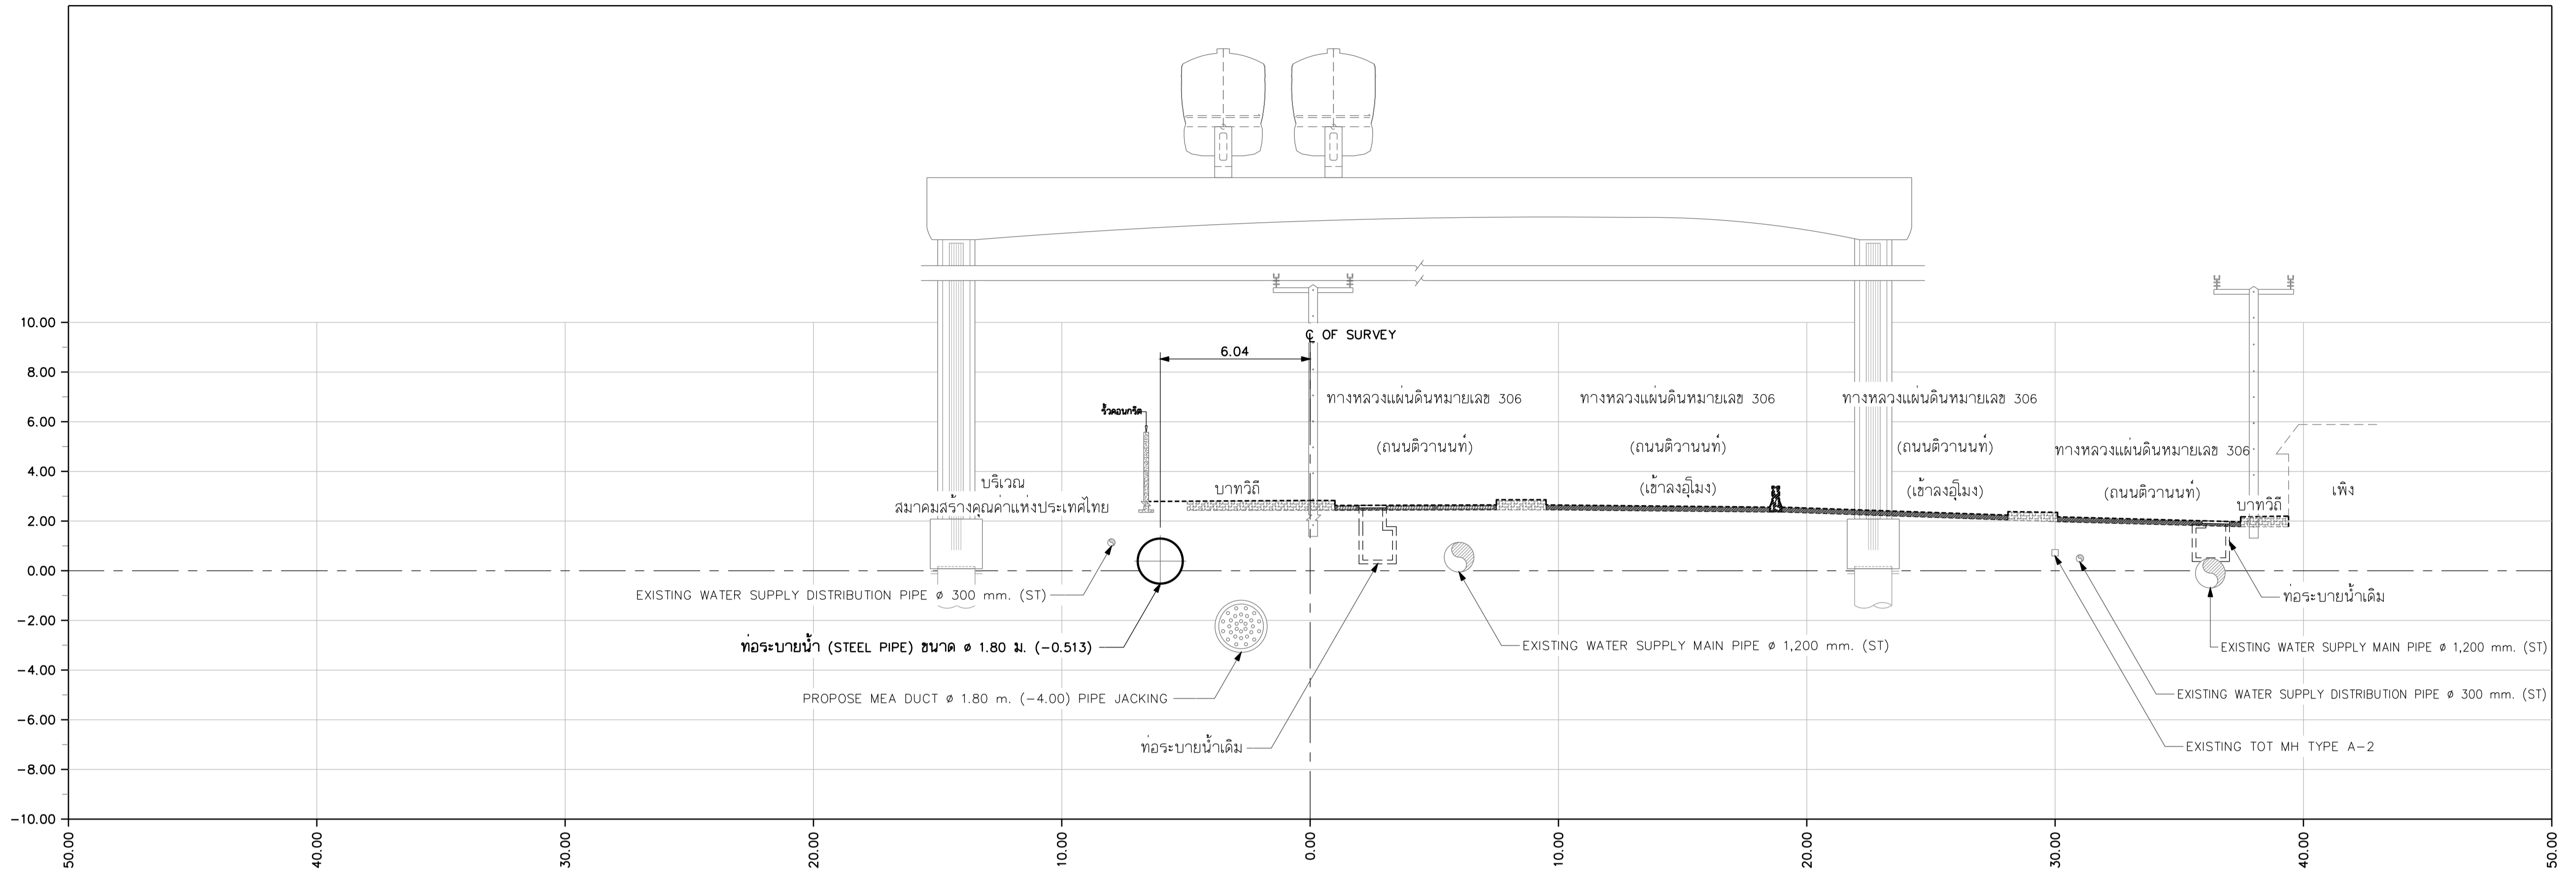 10.00
8.00
6.00
4.00
2.00
0.00
-2.00
-4.00
-6.00
-8.00
-10.00
50.00
40.00
30.00
20.00
10.00
0.00
10.00
20.00
30.00
40.00
50.00
℄ OF SURVEY
6.04
รั้วคอนกรีต
บริเวณ
สมาคมสร้างคุณค่าแห่งประเทศไทย
บาทวิถี
ทางหลวงแผ่นดินหมายเลข 306
(ถนนติวานนท์)
ทางหลวงแผ่นดินหมายเลข 306
(ถนนติวานนท์)
(เข้าลงอุโมง)
ทางหลวงแผ่นดินหมายเลข 306
(ถนนติวานนท์)
(เข้าลงอุโมง)
ทางหลวงแผ่นดินหมายเลข 306
(ถนนติวานนท์)
บาทวิถี
เพิง
EXISTING WATER SUPPLY DISTRIBUTION PIPE ø 300 mm. (ST)
ท่อระบายน้ำ (STEEL PIPE) ขนาด ø 1.80 ม. (-0.513)
PROPOSE MEA DUCT ø 1.80 m. (-4.00) PIPE JACKING
ท่อระบายน้ำเดิม
EXISTING WATER SUPPLY MAIN PIPE ø 1,200 mm. (ST)
ท่อระบายน้ำเดิม
EXISTING WATER SUPPLY MAIN PIPE ø 1,200 mm. (ST)
EXISTING WATER SUPPLY DISTRIBUTION PIPE ø 300 mm. (ST)
EXISTING TOT MH TYPE A-2